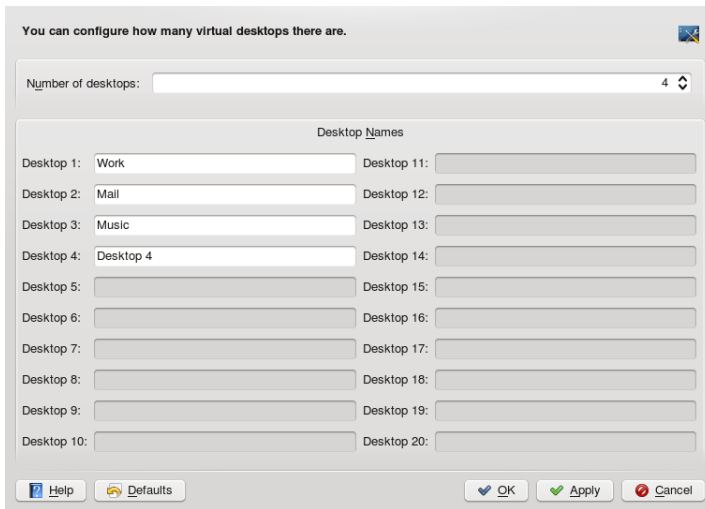 You can configure how many virtual desktops there are.
Number of desktops: 4
Desktop Names
Desktop 1: Work Desktop 11:
Desktop 2: Mail Desktop 12:
Desktop 3: Music Desktop 13:
Desktop 4: Desktop 4 Desktop 14:
Desktop 5: Desktop 15:
Desktop 6: Desktop 16:
Desktop 7: Desktop 17:
Desktop 8: Desktop 18:
Desktop 9: Desktop 19:
Desktop 10: Desktop 20:
? Help Defaults OK Apply Cancel